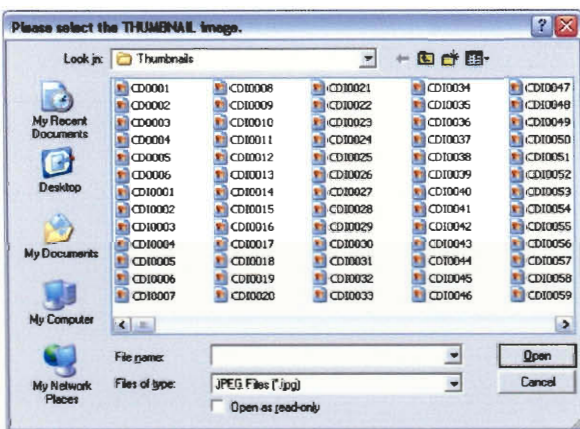 Please select the THUMBNAIL image.
Look in: Thumbnails
My Recent
Documents
Desktop
My Documents
My Computer
My Network
Places
CD0001 CDI0008 CDI0021 CDI0034 CDI0047
CD0002 CDI0009 CDI0022 CDI0035 CDI0048
CD0003 CDI0010 CDI0023 CDI0036 CDI0049
CD0004 CDI0011 CDI0024 CDI0037 CDI0050
CD0005 CDI0012 CDI0025 CDI0038 CDI0051
CD0006 CDI0013 CDI0026 CDI0039 CDI0052
CDI0001 CDI0014 CDI0027 CDI0040 CDI0053
CDI0002 CDI0015 CDI0028 CDI0041 CDI0054
CDI0003 CDI0016 CDI0029 CDI0042 CDI0055
CDI0004 CDI0017 CDI0030 CDI0043 CDI0056
CDI0005 CDI0018 CDI0031 CDI0044 CDI0057
CDI0006 CDI0019 CDI0032 CDI0045 CDI0058
CDI0007 CDI0020 CDI0033 CDI0046 CDI0059
File name: Open
Files of type: JPEG Files (*.jpg) Cancel
Open as read-only